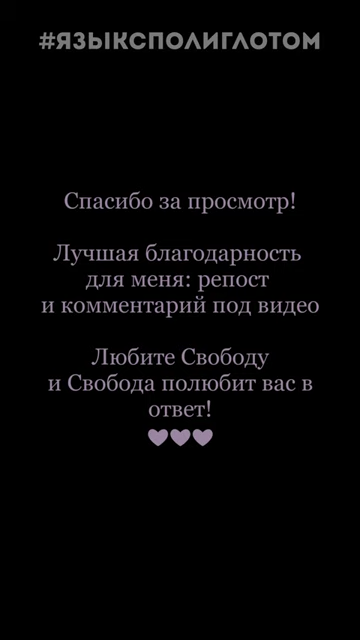 #ЯЗЫКСПОЛИГЛОТОМ
Спасибо за просмотр!
Лучшая благодарность
для меня: репост
и комментарий под видео
Любите Свободу
и Свобода полюбит вас в
ответ!
💜💜💜